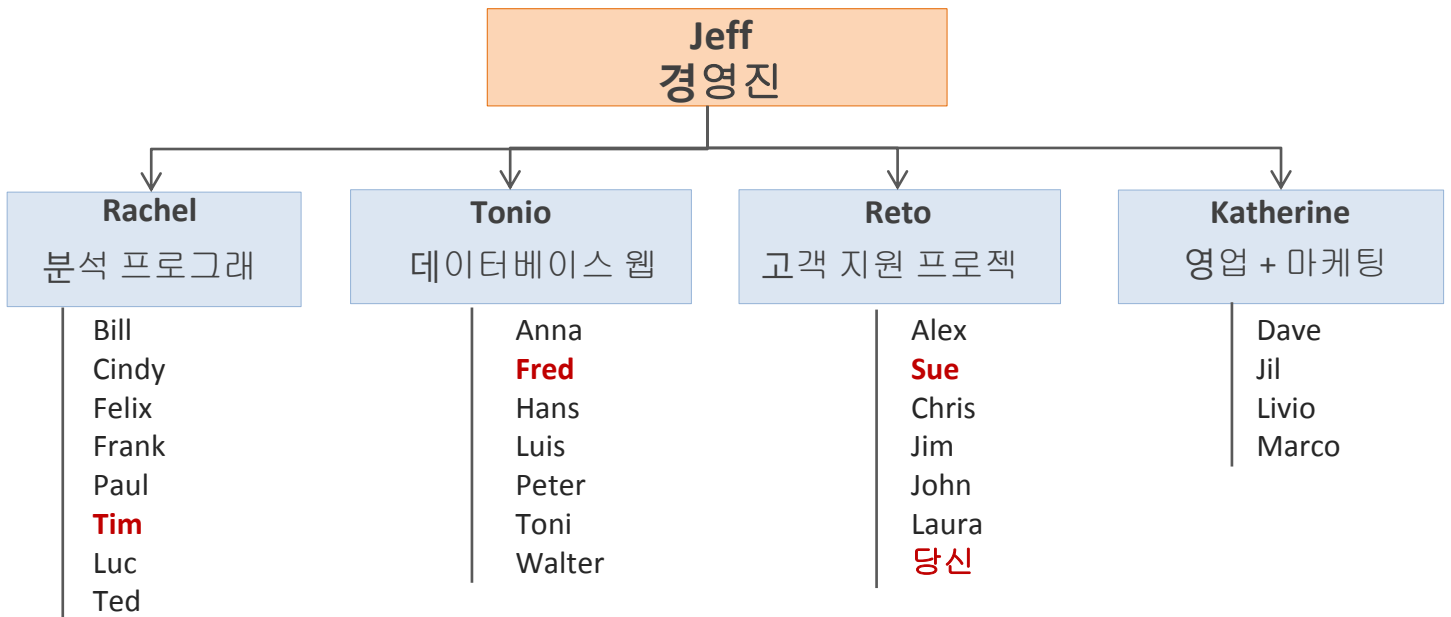 Jeff
경영진
Rachel
분석 프로그래
Tonio
데이터베이스 웹
Reto
고객 지원 프로젝
Katherine
영업 + 마케팅
Bill
Cindy
Felix
Frank
Paul
Tim
Luc
Ted
Anna
Fred
Hans
Luis
Peter
Toni
Walter
Alex
Sue
Chris
Jim
John
Laura
당신
Dave
Jil
Livio
Marco